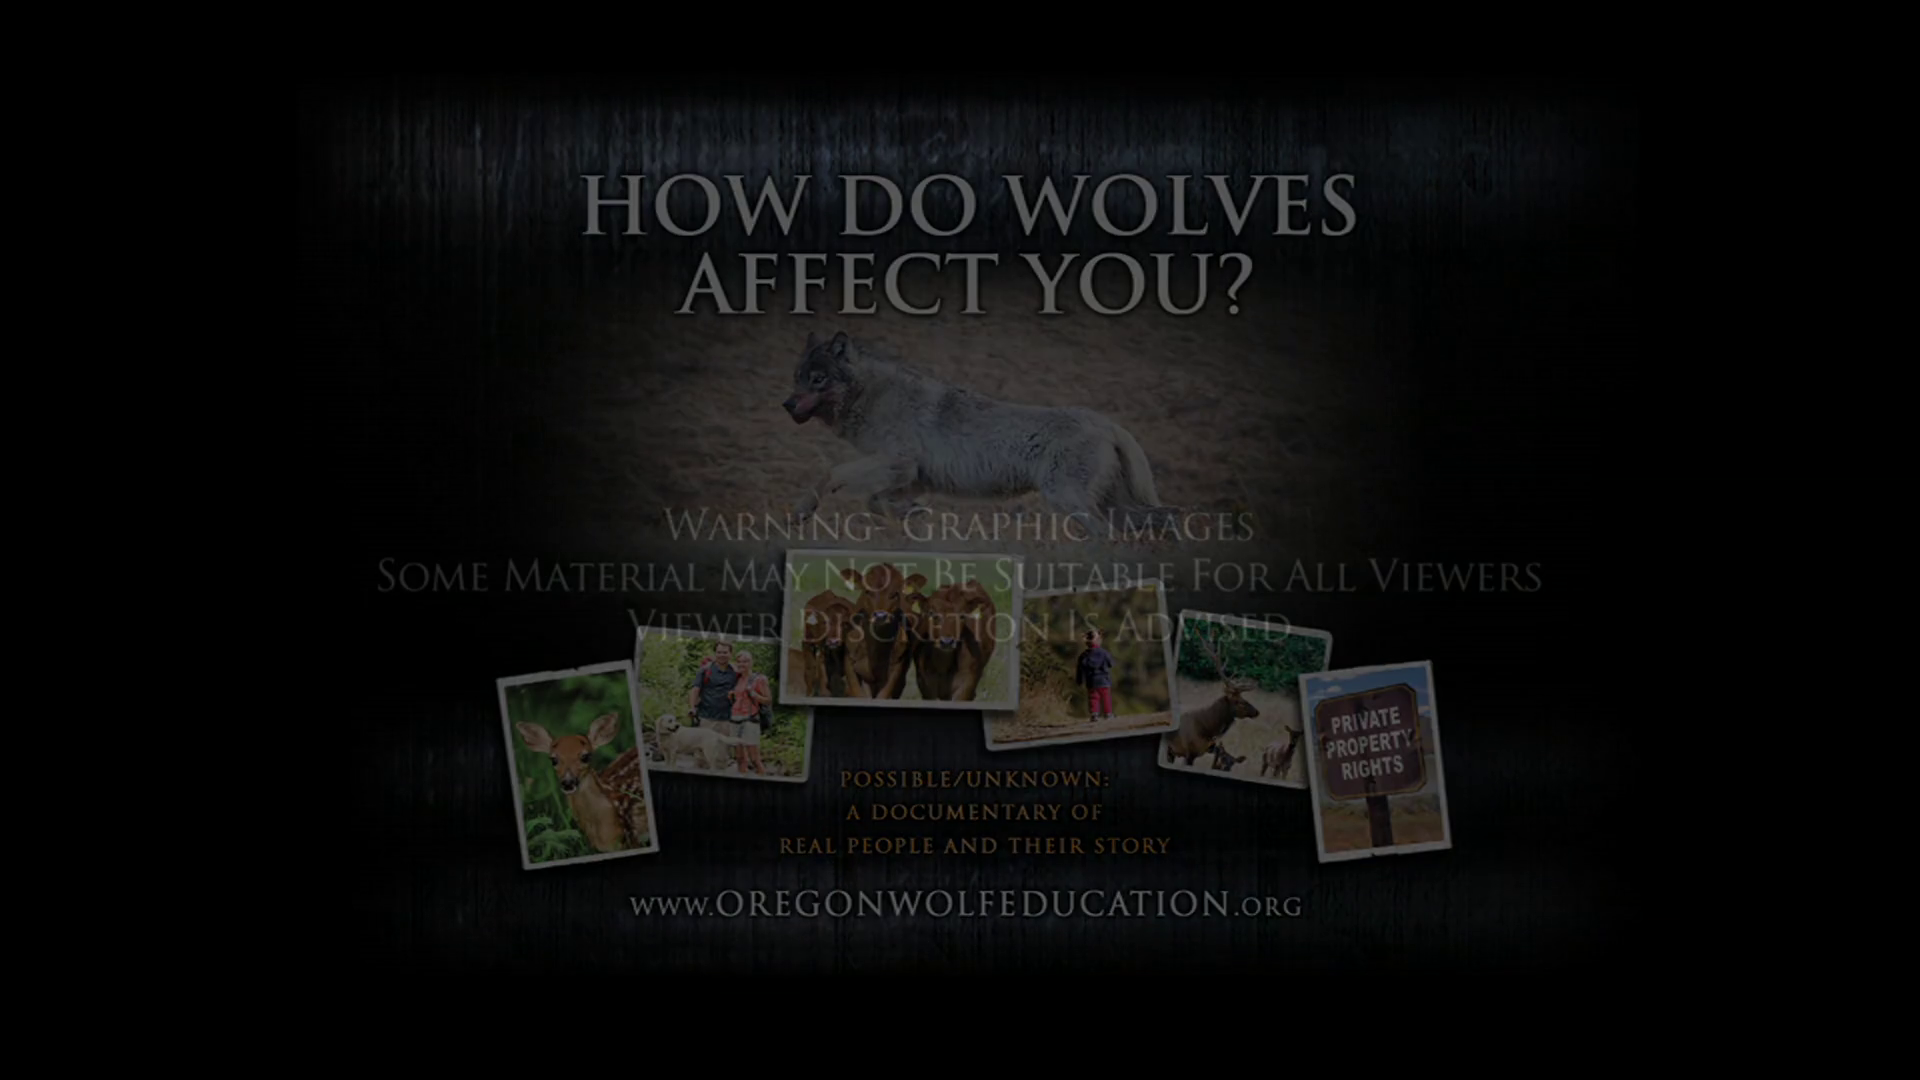 HOW DO WOLVES
AFFECT YOU?
WARNING- GRAPHIC IMAGES
SOME MATERIAL MAY NOT BE SUITABLE FOR ALL VIEWERS
VIEWER DISCRETION IS ADVISED
PRIVATE
PROPERTY
RIGHTS
POSSIBLE/UNKNOWN:
A DOCUMENTARY OF
REAL PEOPLE AND THEIR STORY
WWW.OREGONWOLFEDUCATION.ORG